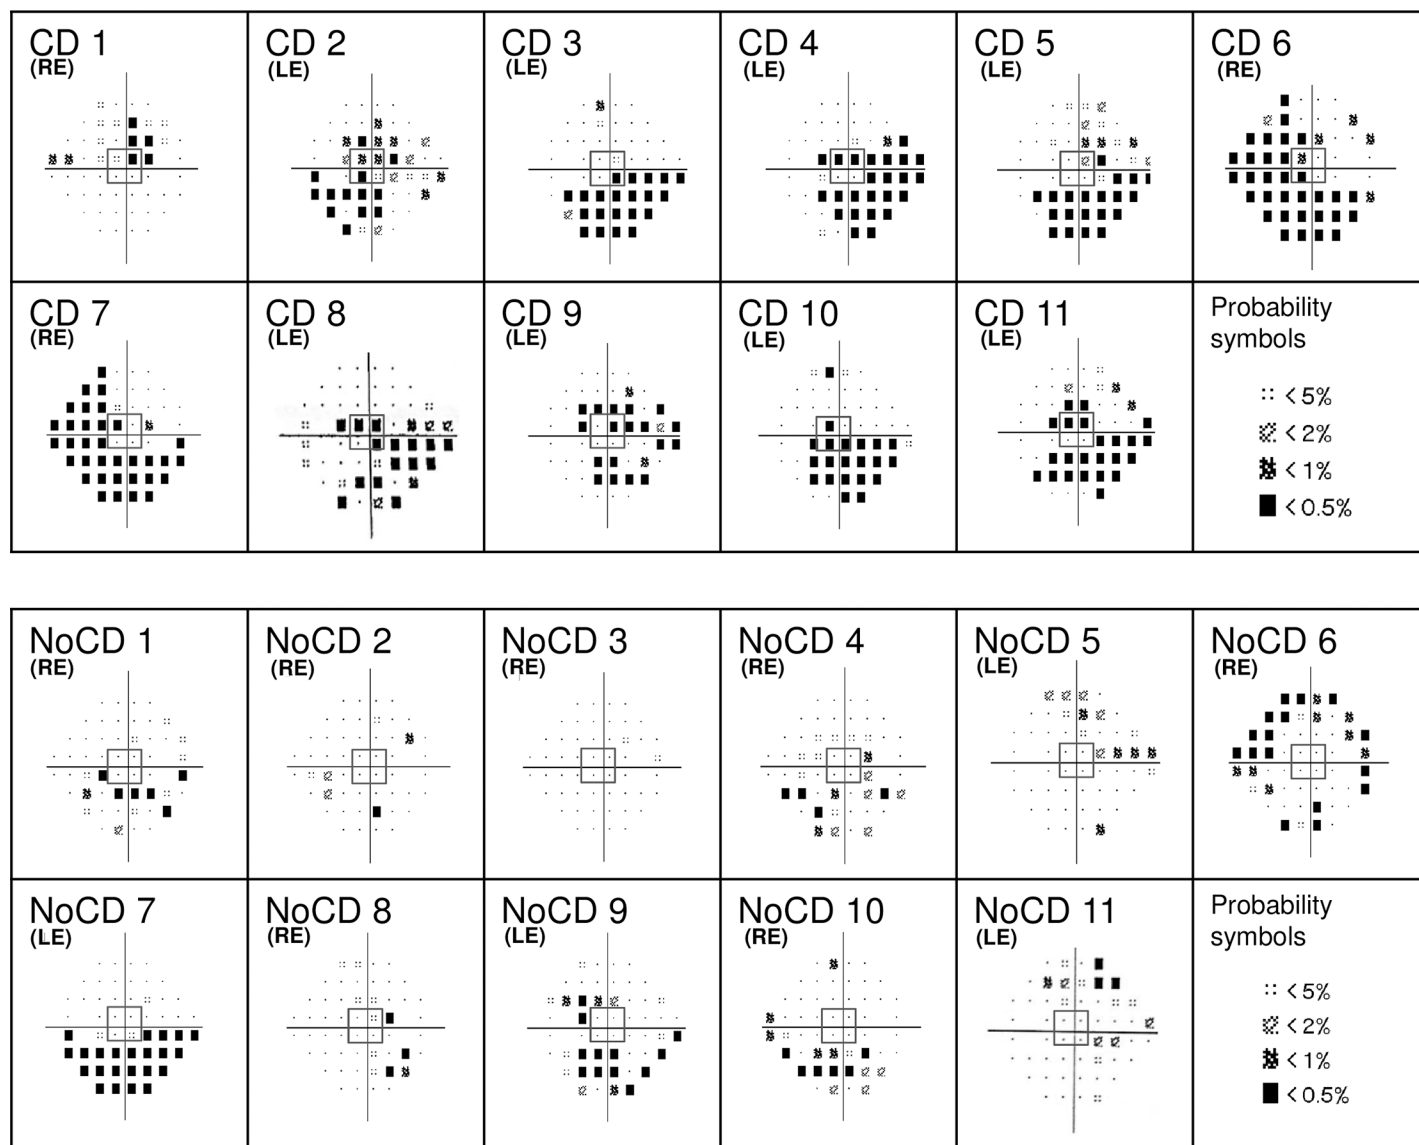 CD 1
(RE)
CD 2
(LE)
CD 3
(LE)
CD 4
(LE)
CD 5
(LE)
CD 6
(RE)
CD 7
(RE)
CD 8
(LE)
CD 9
(LE)
CD 10
(LE)
CD 11
(LE)
Probability
symbols
< 5%
< 2%
< 1%
< 0.5%
NoCD 1
(RE)
NoCD 2
(RE)
NoCD 3
(RE)
NoCD 4
(RE)
NoCD 5
(LE)
NoCD 6
(RE)
NoCD 7
(LE)
NoCD 8
(RE)
NoCD 9
(LE)
NoCD 10
(RE)
NoCD 11
(LE)
Probability
symbols
< 5%
< 2%
< 1%
< 0.5%